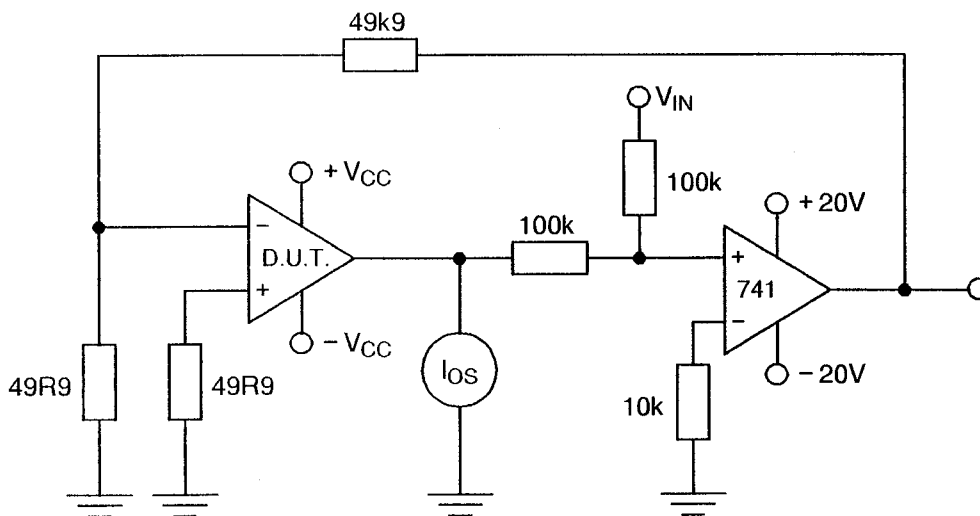 49k9
V_IN
+ V_CC
100k
+ 20V
100k
−
D.U.T.
+
+
741
−
− V_CC
− 20V
49R9
49R9
I_OS
10k